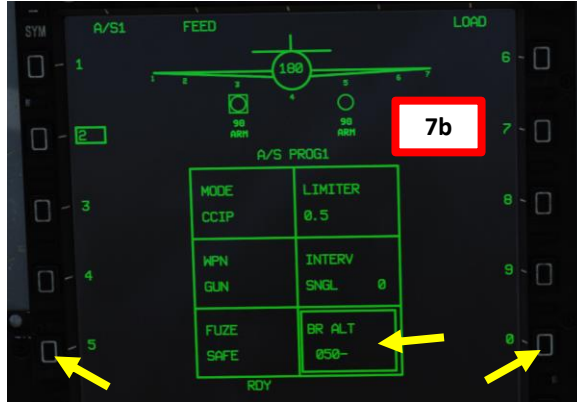 SYM A/S1 FEED LOAD
1 180 6
1 2 3 4 5 6 7
98 98
ARM ARM
2 7b 7
A/S PROG1
MODE LIMITER
3 CCIP 0.5 8
WPN INTERV
4 GUN SNGL 0 9
FUZE BR ALT
5 SAFE 050- 0
RDY